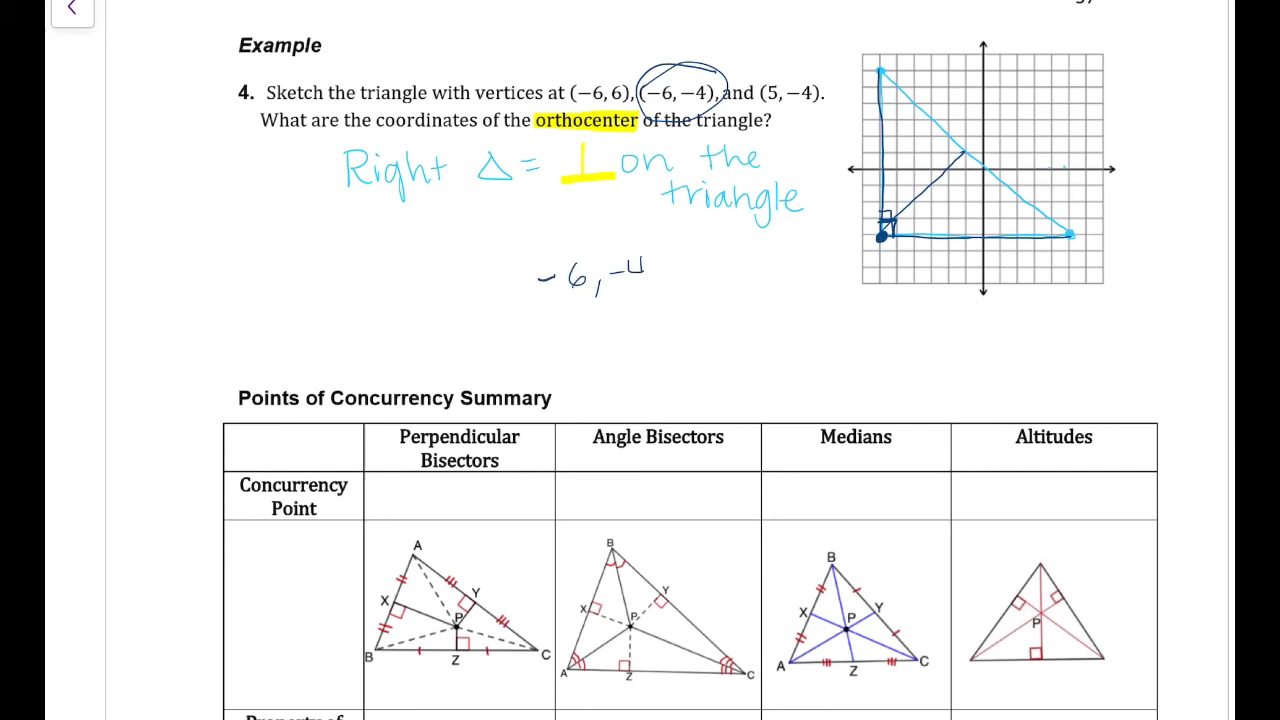 Example
4. Sketch the triangle with vertices at (−6, 6), (−6, −4), and (5, −4).
What are the coordinates of the orthocenter of the triangle?
Right Δ = ⊥ on the
triangle
-6, -4
Points of Concurrency Summary
Perpendicular Bisectors Angle Bisectors Medians Altitudes
Concurrency Point
A
X
Y
P
B
Z
C
B
X
Y
P
A
Z
C
B
X
Y
P
A
Z
C
P
Property of